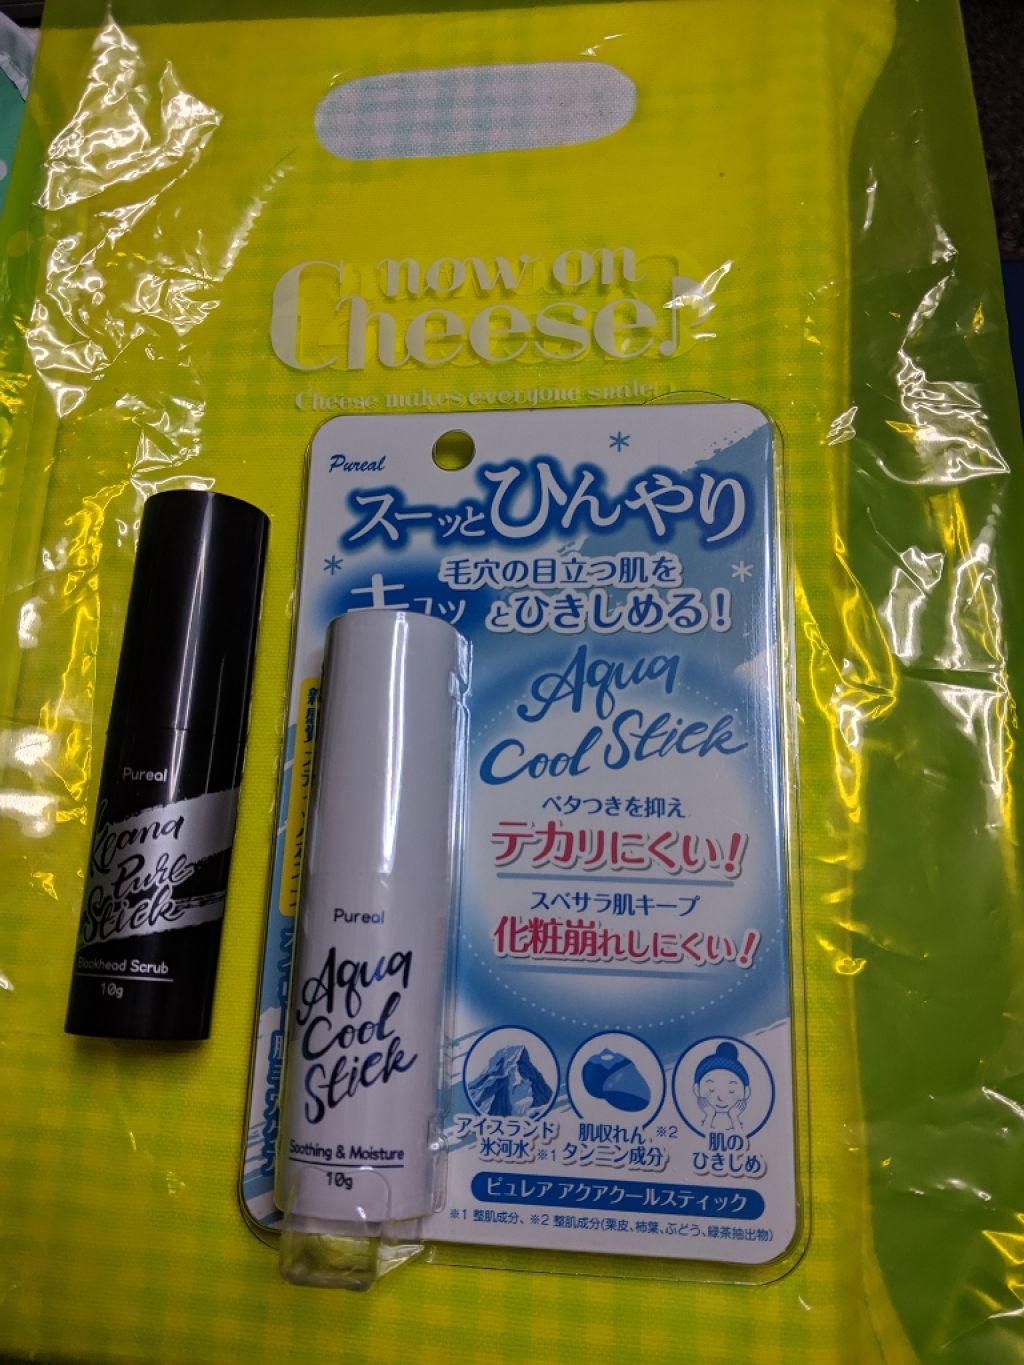 now on
Cheese♪
Cheese makes everyone smile
Pureal
スーッとひんやり
毛穴の目立つ肌を
キュッとひきしめる!
Aqua
Cool Stick
ベタつきを抑え
テカリにくい!
スベサラ肌キープ
化粧崩れしにくい!
アイスランド
氷河水 ※1
肌収れん ※2
タンニン成分
肌の
ひきしめ
ピュレア アクアクールスティック
※1 整肌成分、※2 整肌成分(栗皮、柿葉、ぶどう、緑茶抽出物)
Pureal
Aqua
Cool
Stick
Soothing & Moisture
10g
Pureal
Keana
Pure
Stick
Blackhead Scrub
10g